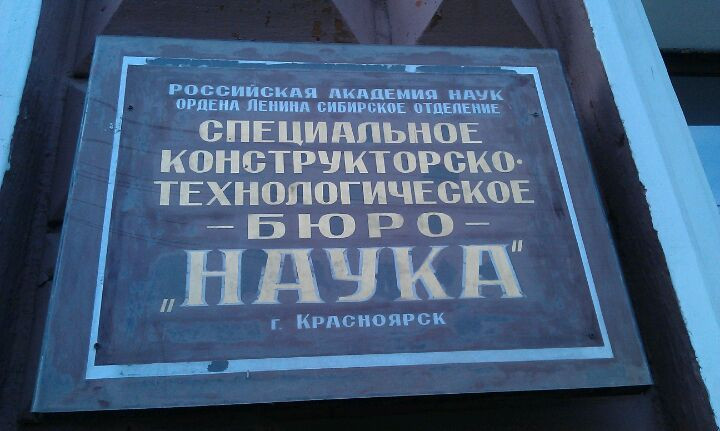 РОССИЙСКАЯ АКАДЕМИЯ НАУК
ОРДЕНА ЛЕНИНА СИБИРСКОЕ ОТДЕЛЕНИЕ
СПЕЦИАЛЬНОЕ
КОНСТРУКТОРСКО-
ТЕХНОЛОГИЧЕСКОЕ
– БЮРО –
„НАУКА"
г. КРАСНОЯРСК